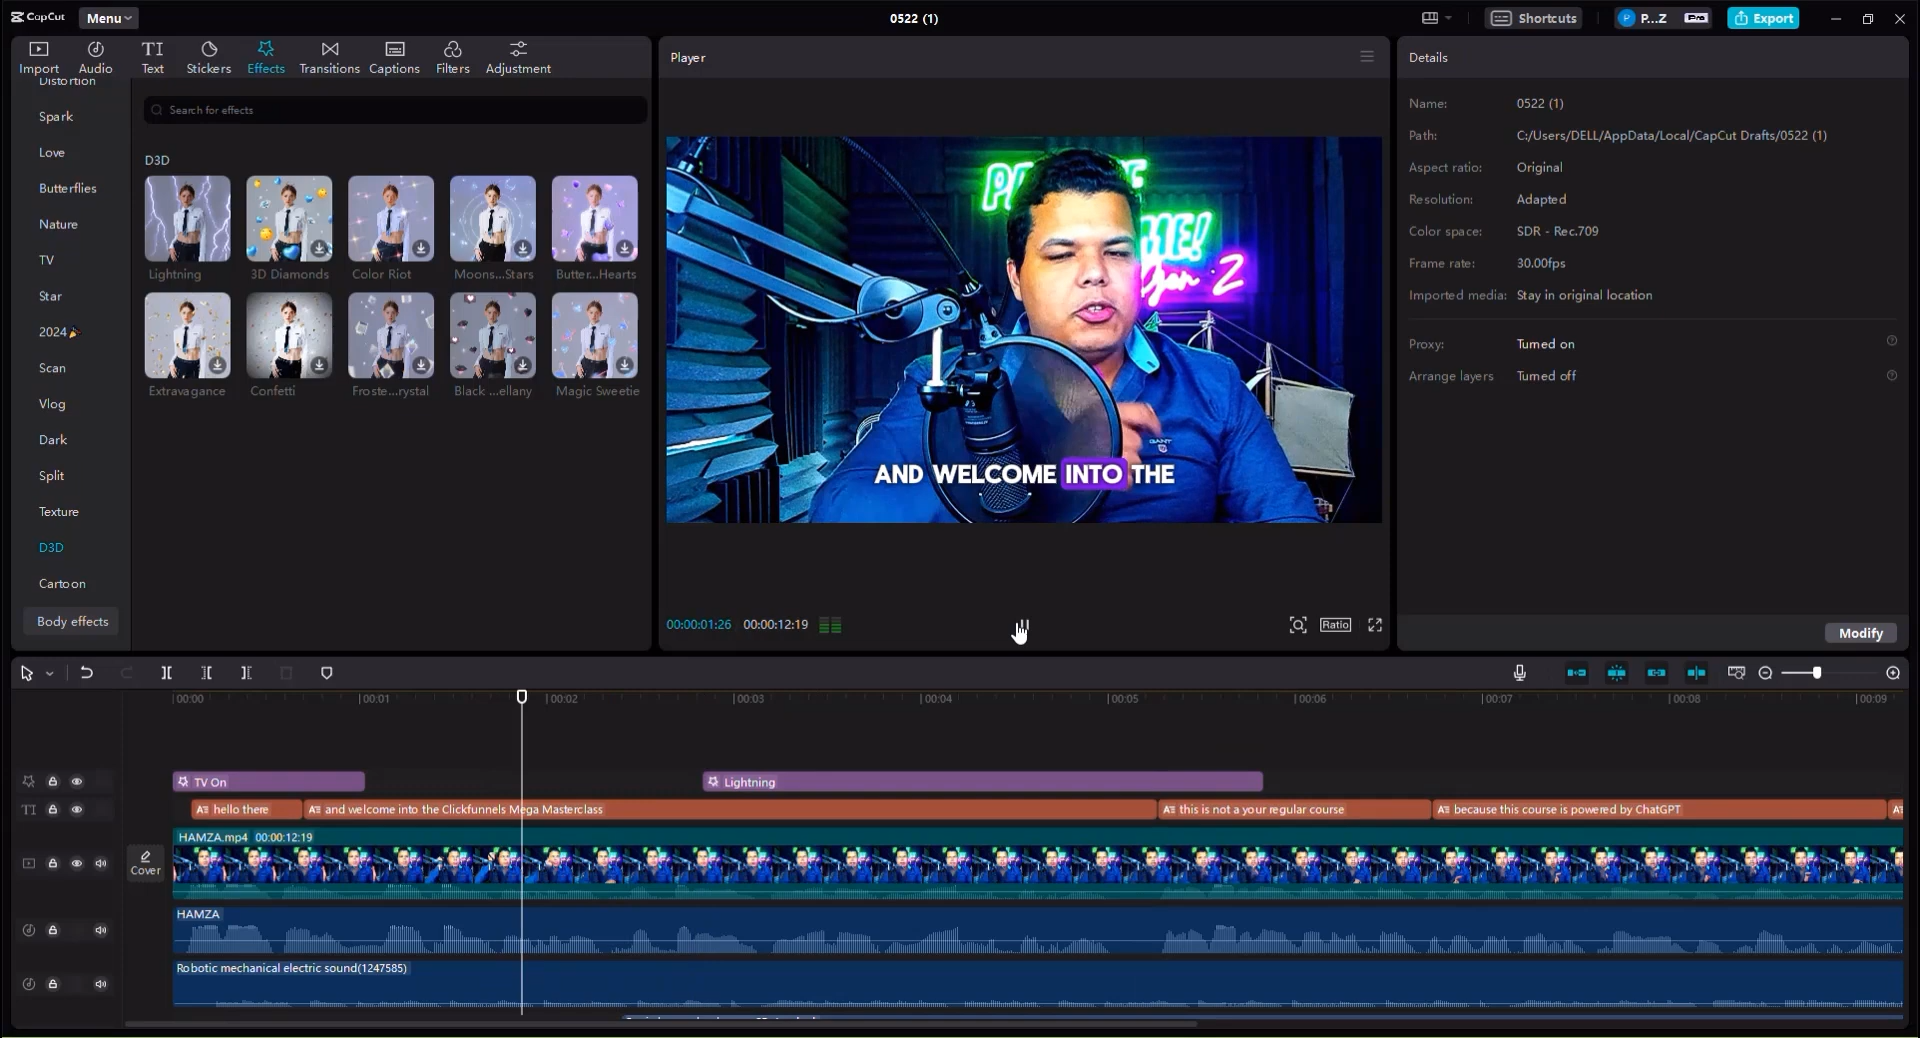 CapCut
Menu
0522 (1)
Shortcuts
P...Z
Pro
Export
Import
Audio
TI
Text
Stickers
Effects
Transitions
Captions
Filters
Adjustment
Player
Details
Distortion
Spark
Love
Butterflies
Nature
TV
Star
2024🎉
Scan
Vlog
Dark
Split
Texture
D3D
Cartoon
Body effects
Search for effects
D3D
Lightning
3D Diamonds
Color Riot
Moons...Stars
Butter...Hearts
Extravagance
Confetti
Froste...rystal
Black ...ellany
Magic Sweetie
ME!
Gen Z
GANT
AND WELCOME INTO THE
00:00:01:26
00:00:12:19
Ratio
Name: 0522 (1)
Path: C:/Users/DELL/AppData/Local/CapCut Drafts/0522 (1)
Aspect ratio: Original
Resolution: Adapted
Color space: SDR - Rec.709
Frame rate: 30.00fps
Imported media: Stay in original location
Proxy: Turned on
Arrange layers Turned off
Modify
00:00
00:01
00:02
00:03
00:04
00:05
00:06
00:07
00:08
00:09
TV On
Lightning
TI
hello there
and welcome into the Clickfunnels Mega Masterclass
this is not a your regular course
because this course is powered by ChatGPT
HAMZA.mp4 00:00:12:19
Cover
HAMZA
Robotic mechanical electric sound(1247585)